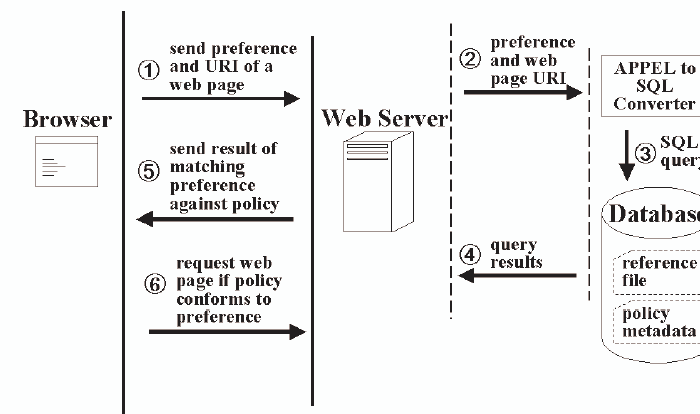 Browser
① send preference
and URI of a
web page
⑤ send result of
matching
preference
against policy
⑥ request web
page if policy
conforms to
preference
Web Server
② preference
and web
page URI
④ query
results
APPEL to
SQL
Converter
③ SQL
query
Database
reference
file
policy
metadata